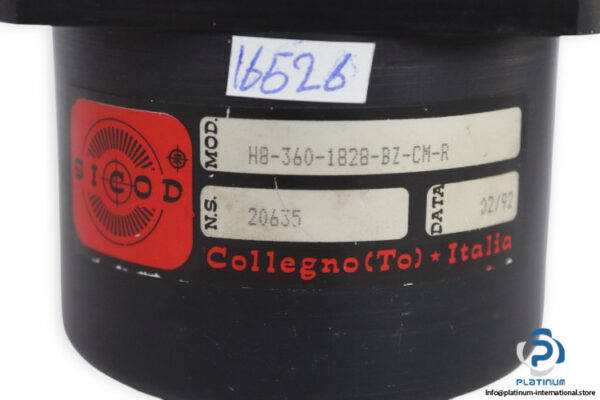 16526
SICOD
MOD. H8-360-1828-BZ-CM-R
N.S. 20635
DATA 02/92
Collegno(To) ★ Italia
PLATINUM
Info@platinum-international.store